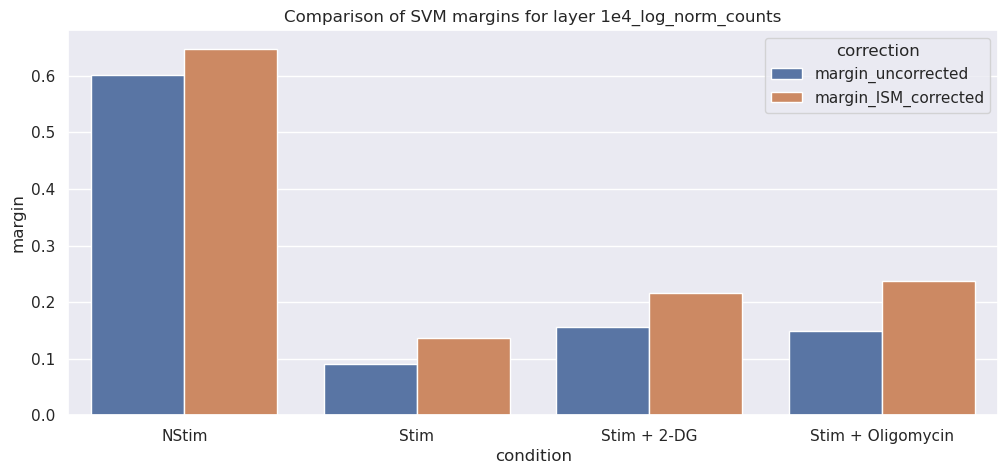 Comparison of SVM margins for layer 1e4_log_norm_counts
correction
margin_uncorrected
margin_ISM_corrected
margin
0.6
0.5
0.4
0.3
0.2
0.1
0.0
NStim
Stim
Stim + 2-DG
Stim + Oligomycin
condition